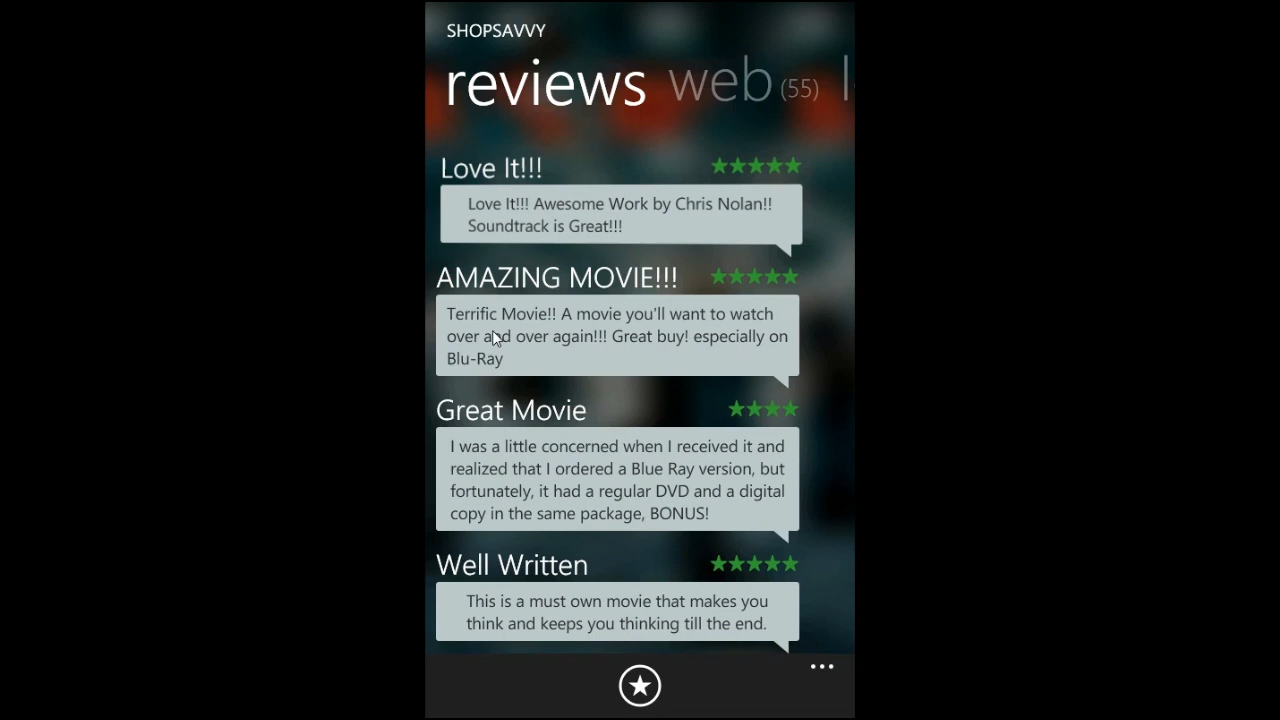 SHOPSAVVY
reviews web (55)
Love It!!!
Love It!!! Awesome Work by Chris Nolan!!
Soundtrack is Great!!!
AMAZING MOVIE!!!
Terrific Movie!! A movie you'll want to watch
over and over again!!! Great buy! especially on
Blu-Ray
Great Movie
I was a little concerned when I received it and
realized that I ordered a Blue Ray version, but
fortunately, it had a regular DVD and a digital
copy in the same package, BONUS!
Well Written
This is a must own movie that makes you
think and keeps you thinking till the end.